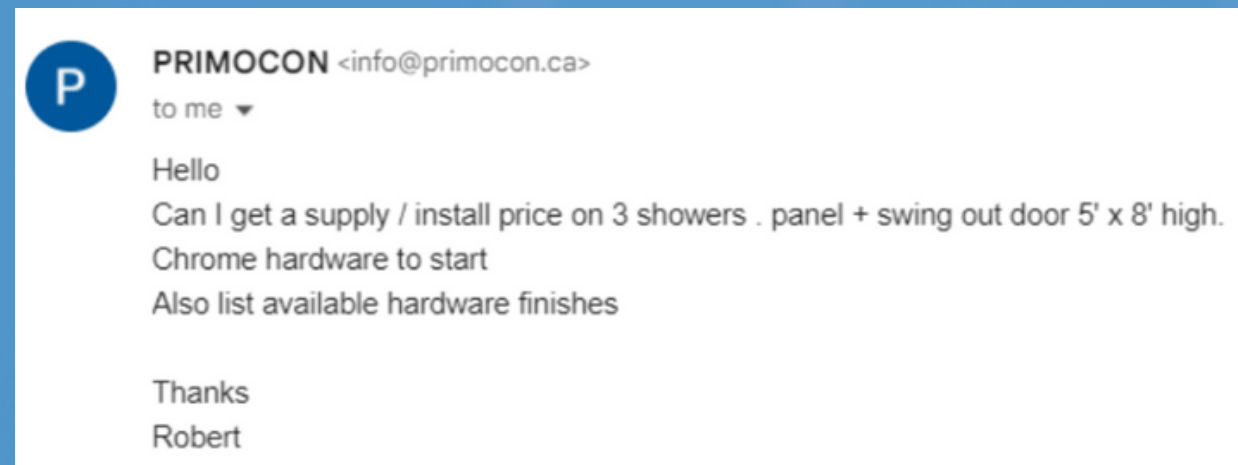 P
PRIMOCON <info@primocon.ca>
to me
Hello
Can I get a supply / install price on 3 showers . panel + swing out door 5' x 8' high.
Chrome hardware to start
Also list available hardware finishes
Thanks
Robert